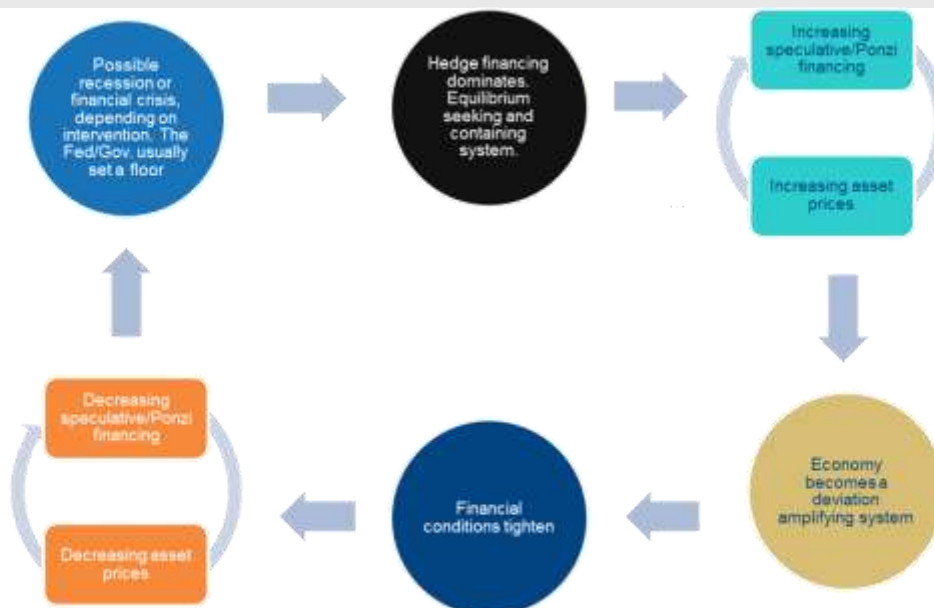 Possible
recession or
financial crisis,
depending on
intervention. The
Fed/Gov. usually
set a floor
Hedge financing
dominates.
Equilibrium
seeking and
containing
system.
Increasing
speculative/Ponzi
financing
Increasing asset
prices
Economy
becomes a
deviation
amplifying system
Financial
conditions tighten
Decreasing
speculative/Ponzi
financing
Decreasing asset
prices